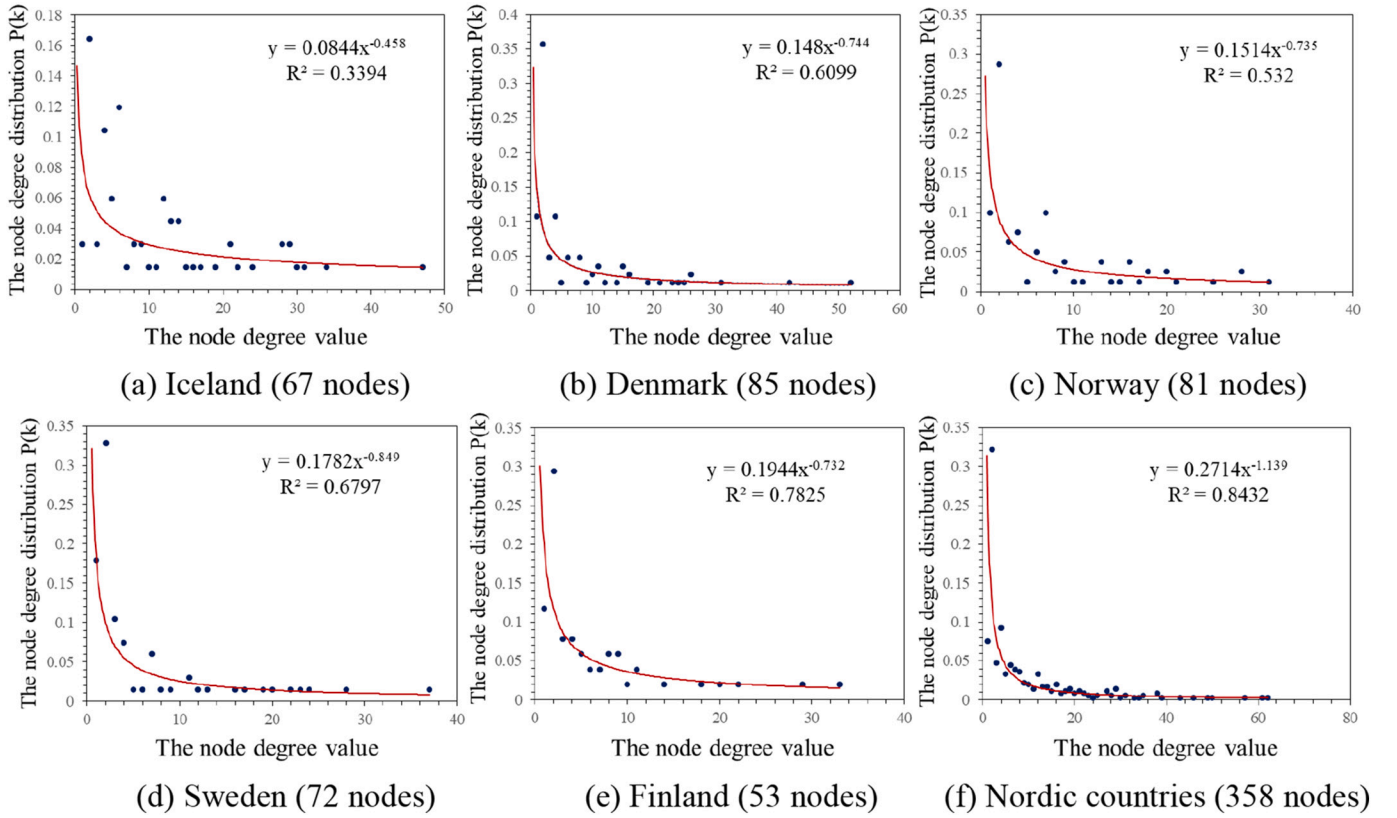 The node degree distribution P(k)
0.18
0.16
0.14
0.12
0.1
0.08
0.06
0.04
0.02
0
y = 0.0844x^-0.458
R² = 0.3394
0 10 20 30 40 50
The node degree value
(a) Iceland (67 nodes)
The node degree distribution P(k)
0.4
0.35
0.3
0.25
0.2
0.15
0.1
0.05
0
y = 0.148x^-0.744
R² = 0.6099
0 10 20 30 40 50 60
The node degree value
(b) Denmark (85 nodes)
The node degree distribution P(k)
0.35
0.3
0.25
0.2
0.15
0.1
0.05
0
y = 0.1514x^-0.735
R² = 0.532
0 10 20 30 40
The node degree value
(c) Norway (81 nodes)
The node degree distribution P(k)
0.35
0.3
0.25
0.2
0.15
0.1
0.05
0
y = 0.1782x^-0.849
R² = 0.6797
0 10 20 30 40
The node degree value
(d) Sweden (72 nodes)
The node degree distribution P(k)
0.35
0.3
0.25
0.2
0.15
0.1
0.05
0
y = 0.1944x^-0.732
R² = 0.7825
0 10 20 30 40
The node degree value
(e) Finland (53 nodes)
The node degree distribution P(k)
0.35
0.3
0.25
0.2
0.15
0.1
0.05
0
y = 0.2714x^-1.139
R² = 0.8432
0 20 40 60 80
The node degree value
(f) Nordic countries (358 nodes)